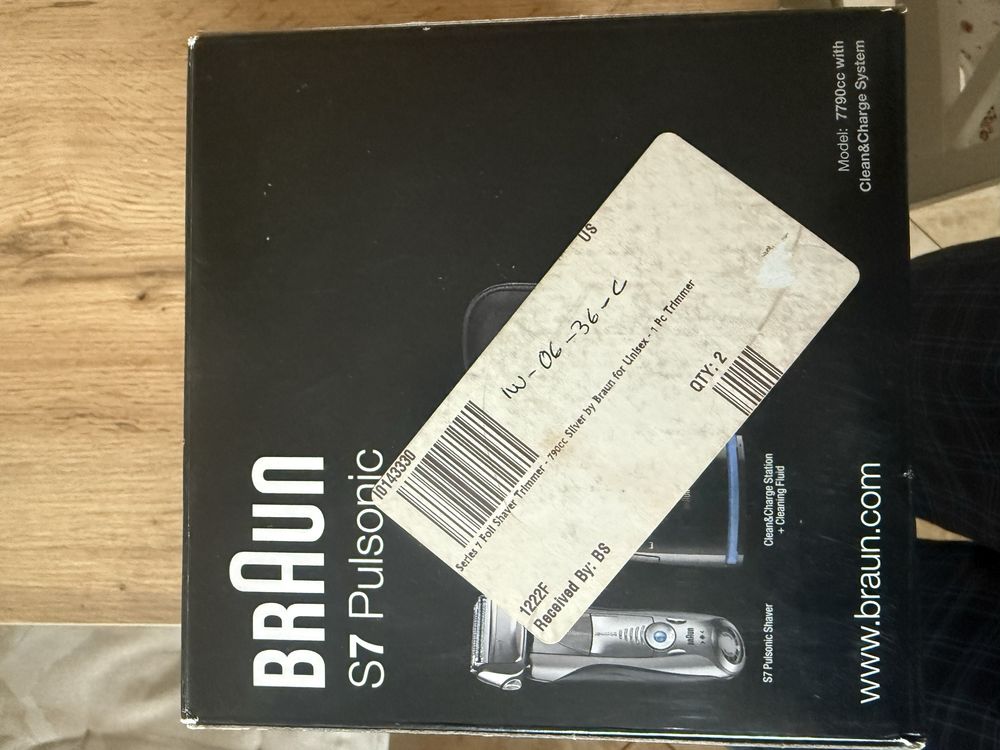 BRAUN
S7 Pulsonic
10143330
US
IW-06-36-C
Series 7 Foil Shaver Trimmer - 790cc Silver by Braun for Unisex - 1 Pc Trimmer
QTY: 2
1222F
Received By: BS
S7 Pulsonic Shaver
Clean&Charge Station
+ Cleaning Fluid
www.braun.com
Model: 7790cc with
Clean&Charge System